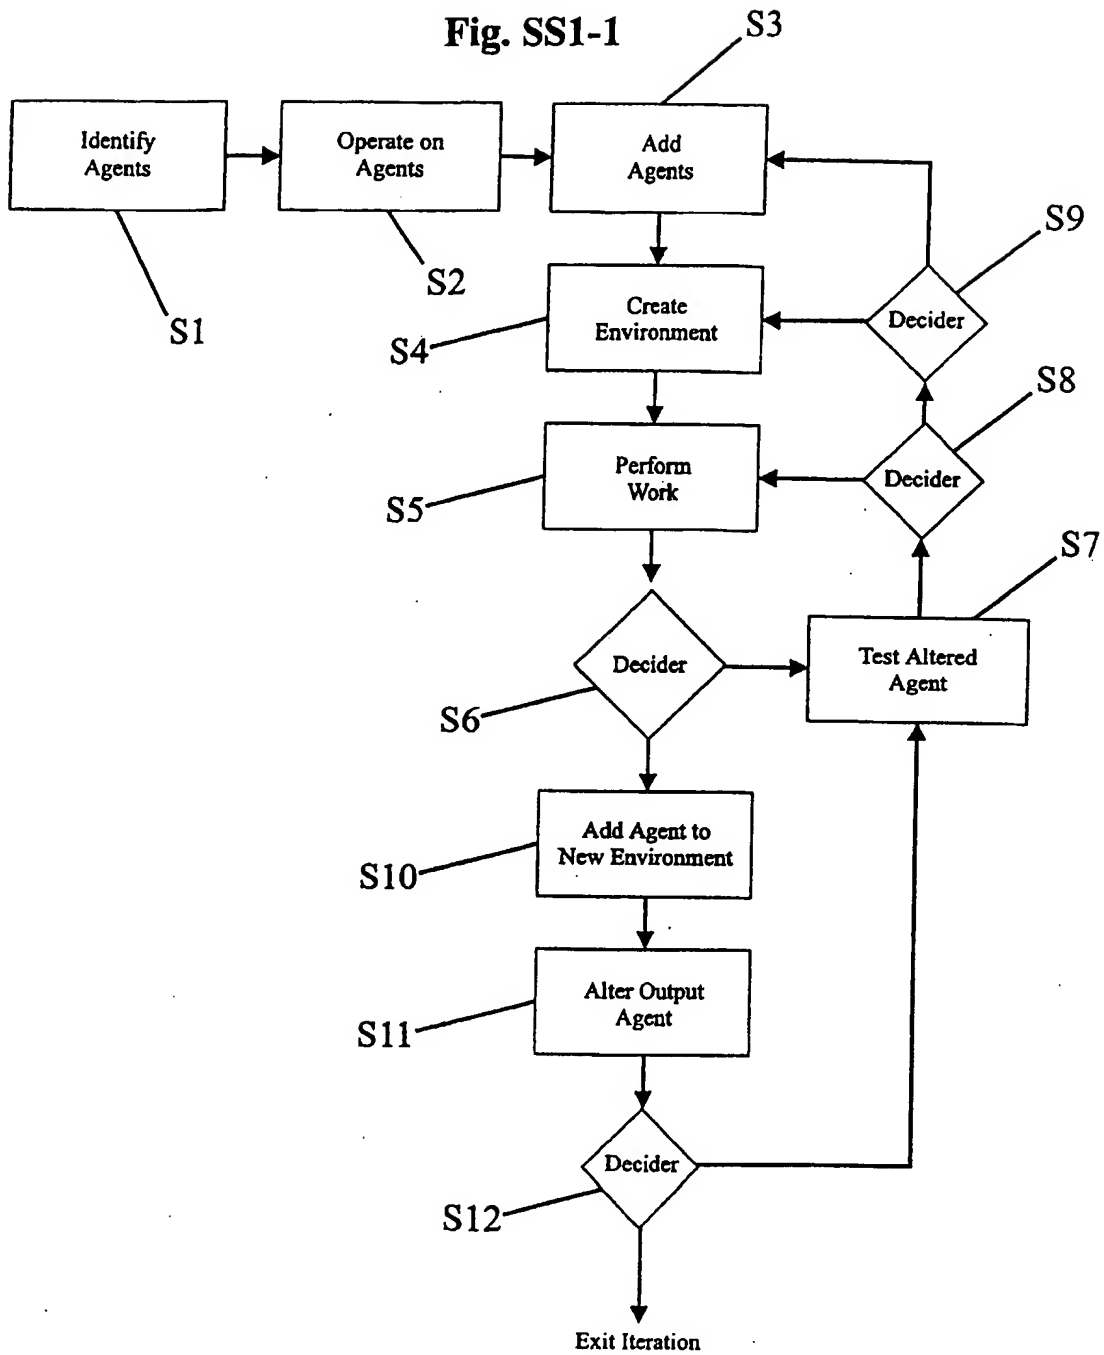 Fig. SS1-1
S3
Identify
Agents
Operate on
Agents
Add
Agents
S1
S2
S9
Create
Environment
Decider
S4
S8
Perform
Work
Decider
S5
S7
Decider
Test Altered
Agent
S6
Add Agent to
New Environment
S10
Alter Output
Agent
S11
Decider
S12
Exit Iteration